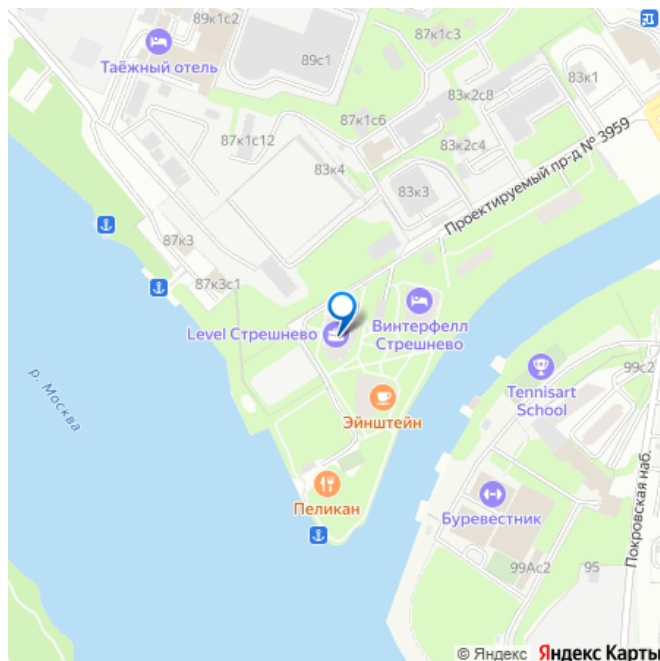 89к1с2
Таёжный отель
89с1
87к1с3
83к1
87к1с6
83к2с8
87к1с12
83к2с4
83к4
83к3
Проектируемый пр-д № 3959
87к3
87к3с1
Level Стрешнево
Винтерфелл
Стрешнево
р. Москва
99с2
Tennisart
School
Эйнштейн
Пеликан
Буревестник
Покровская наб.
99Ас2
95
© Яндекс Яндекс Карты